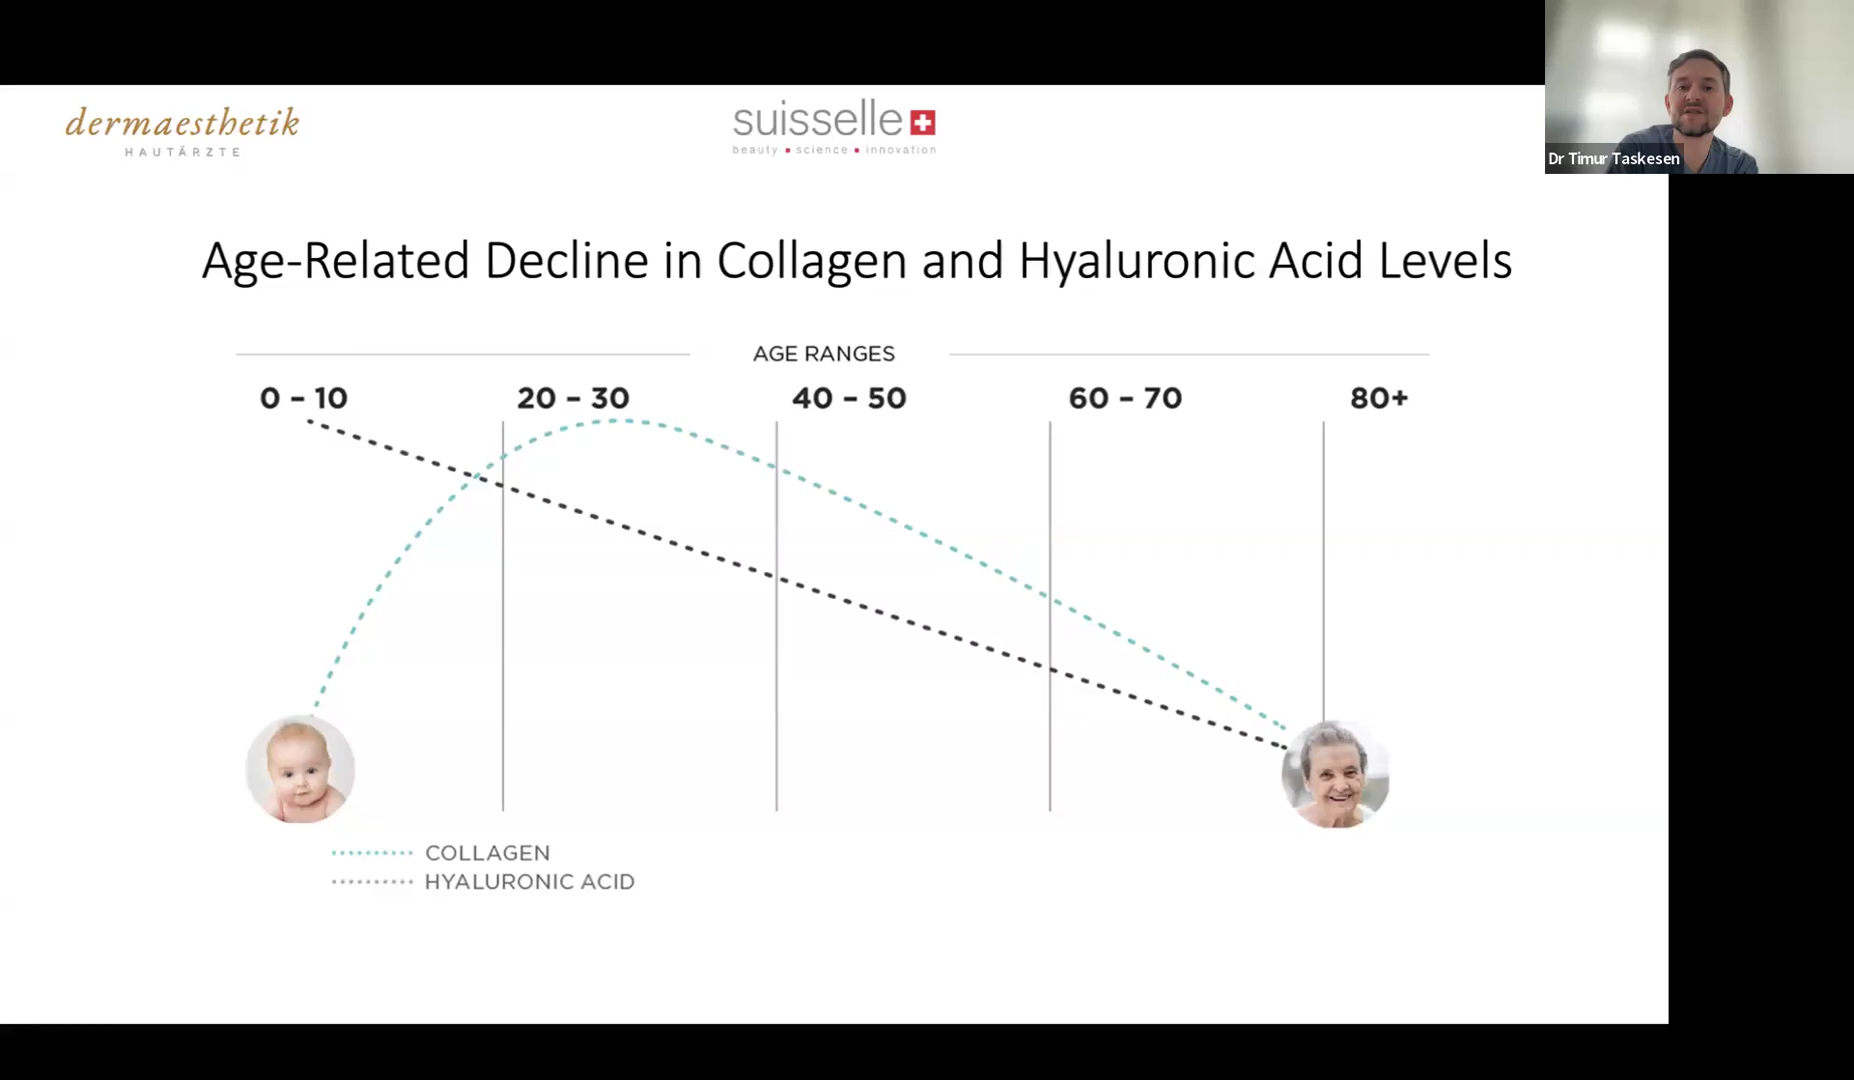 dermaesthetik
HAUTÄRZTE
suisselle
beauty ▪ science ▪ innovation
Dr Timur Taskesen
Age-Related Decline in Collagen and Hyaluronic Acid Levels
AGE RANGES
0 – 10 20 – 30 40 – 50 60 – 70 80+
COLLAGEN
HYALURONIC ACID